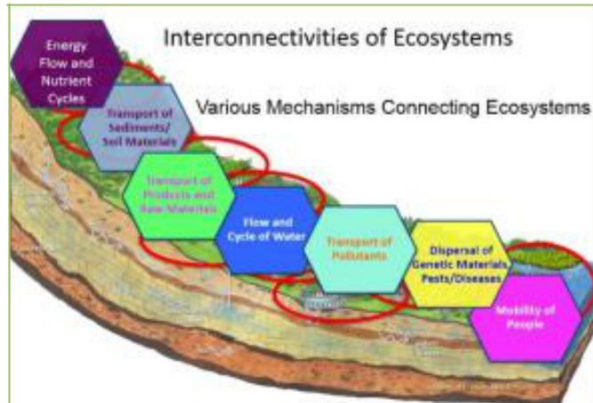 Interconnectivities of Ecosystems
Various Mechanisms Connecting Ecosystems
Energy
Flow and
Nutrient
Cycles
Transport of
Sediments/
Soil Materials
Transport of
Products and
Raw Materials
Flow and
Cycle of Water
Transport of
Pollutants
Dispersal of
Genetic Materials
Pests/Diseases
Mobility of
People